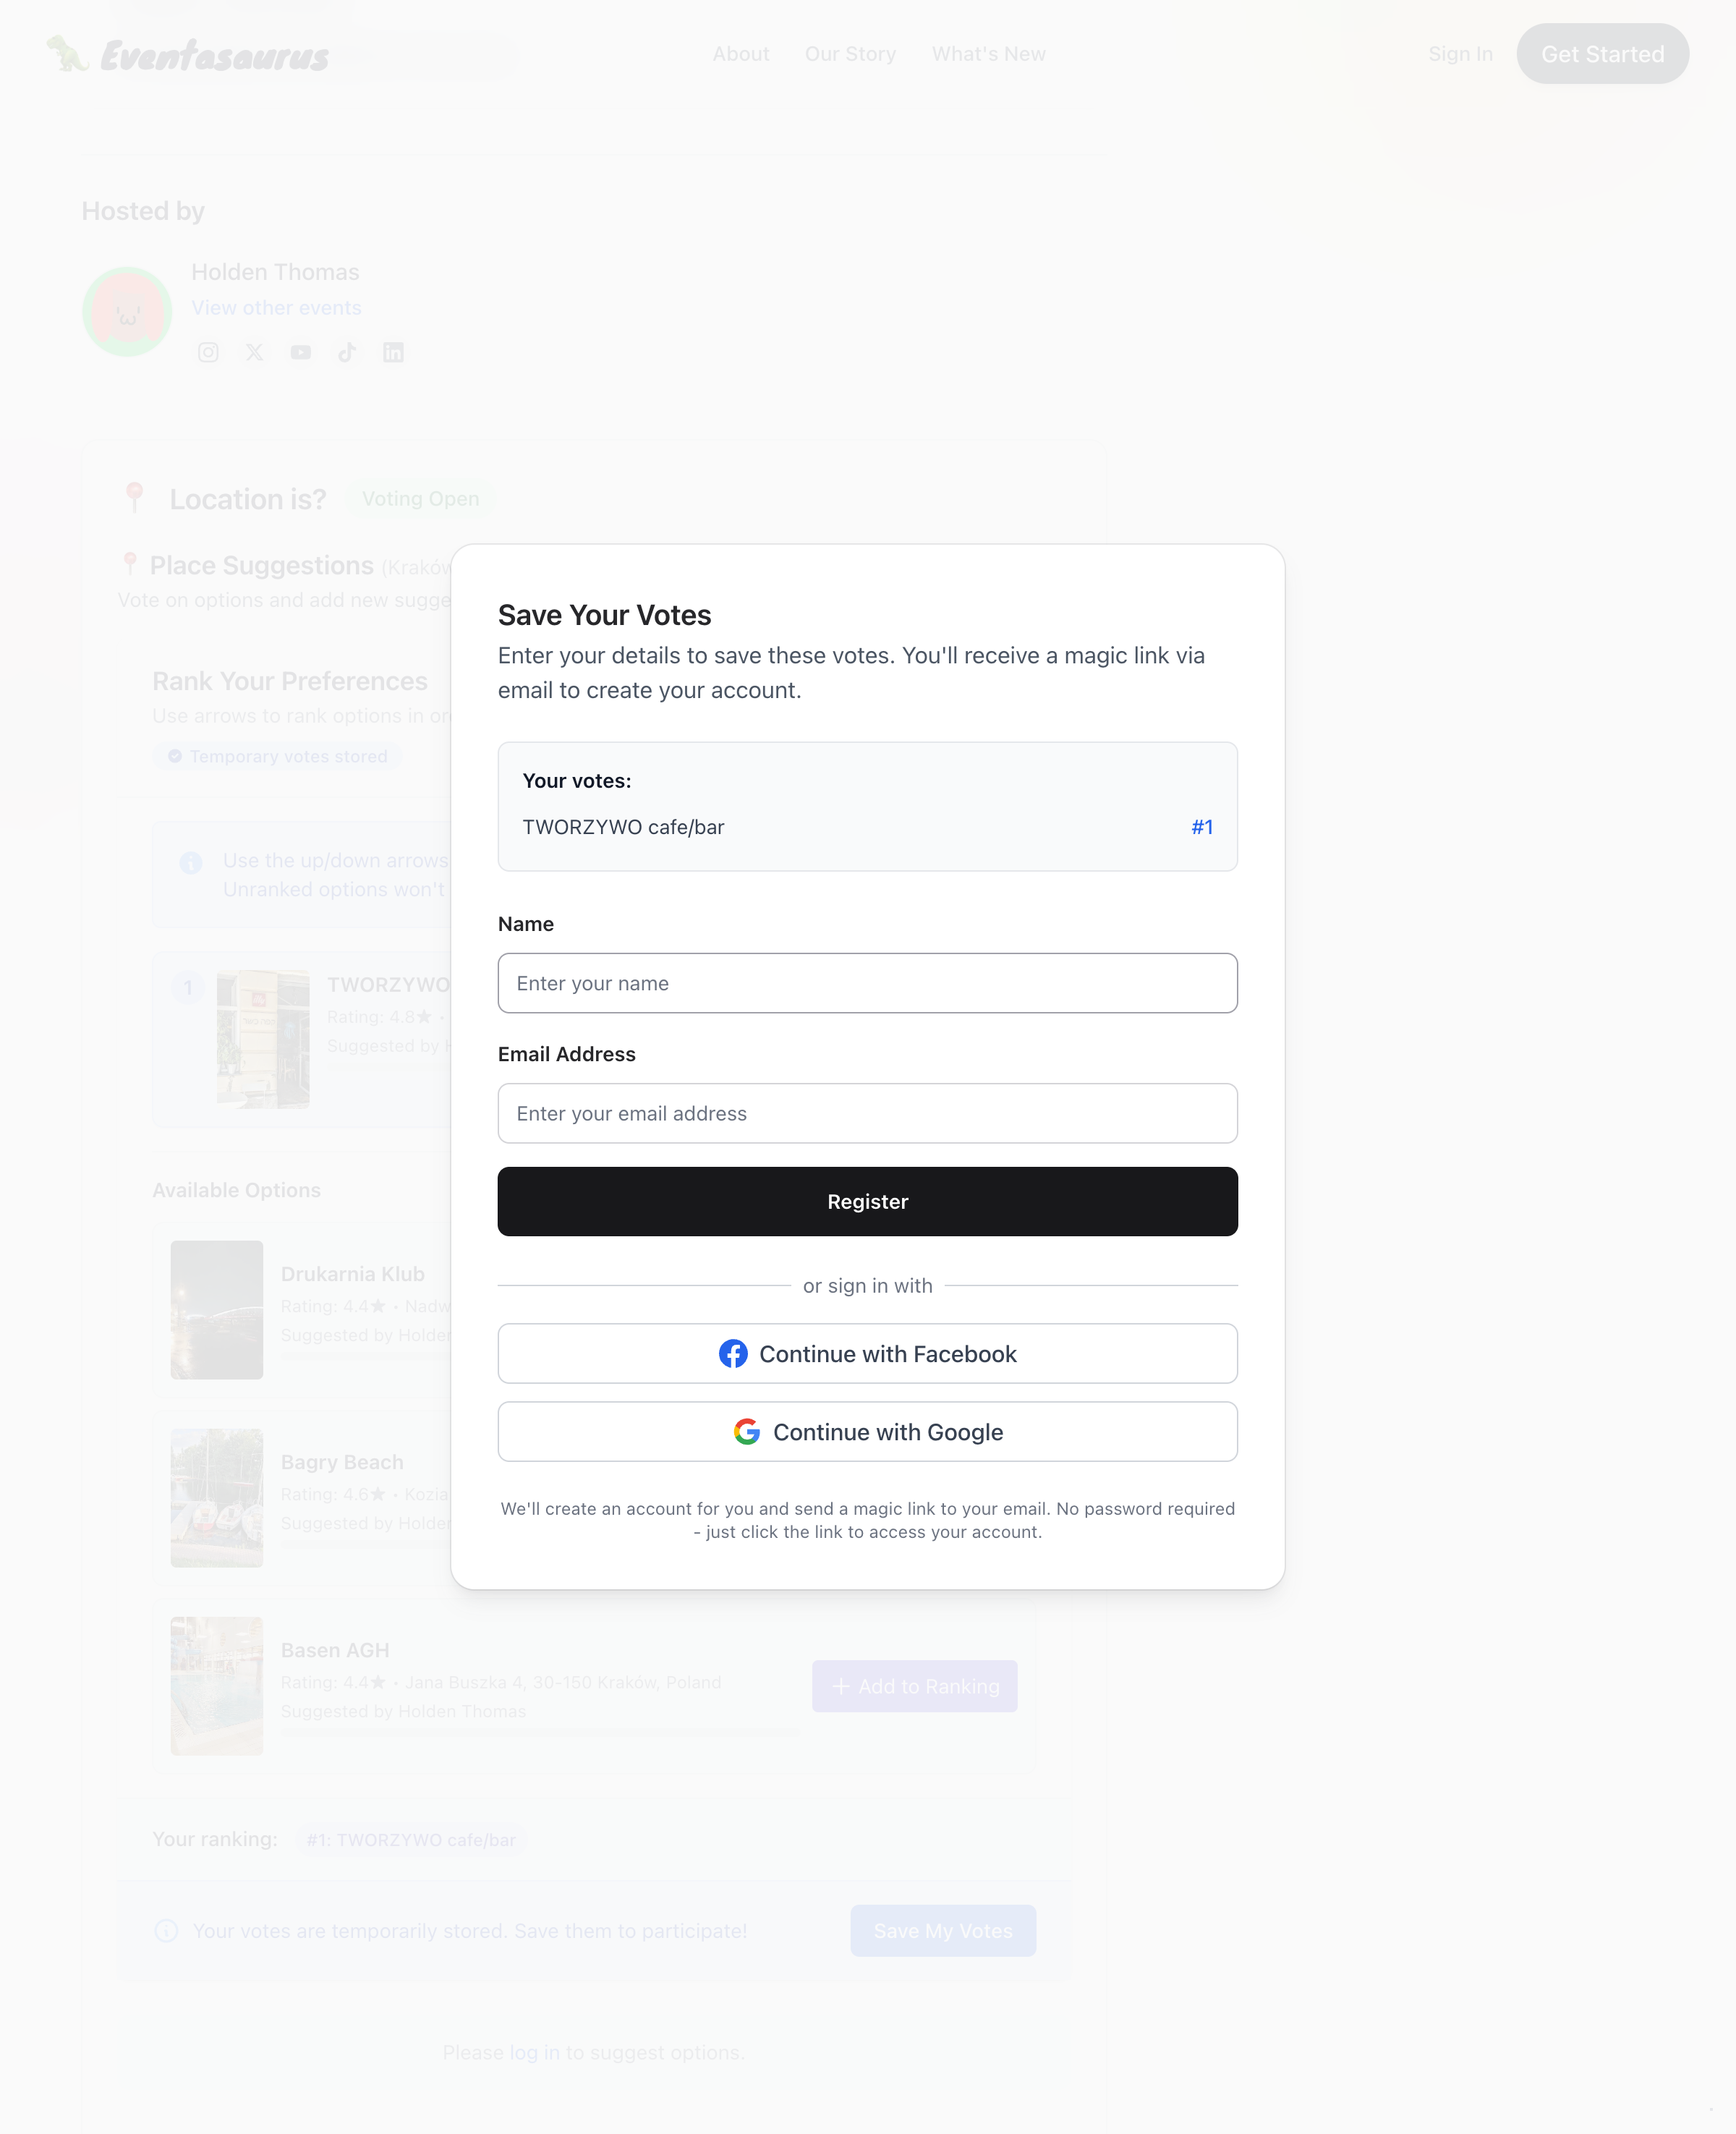 Eventasaurus
About
Our Story
What's New
Sign In
Get Started
Hosted by
Holden Thomas
View other events
📍 Location is?
Voting Open
📍 Place Suggestions (Kraków
Vote on options and add new sugge
Rank Your Preferences
Use arrows to rank options in or
Temporary votes stored
Use the up/down arrows
Unranked options won't
1
TWORZYWO
Rating: 4.8★ •
Suggested by H
Available Options
Drukarnia Klub
Rating: 4.4★ • Nadw
Suggested by Holden
Bagry Beach
Rating: 4.6★ • Kozia
Suggested by Holden
Basen AGH
Rating: 4.4★ • Jana Buszka 4, 30-150 Kraków, Poland
Suggested by Holden Thomas
+ Add to Ranking
Your ranking:
#1: TWORZYWO cafe/bar
Your votes are temporarily stored. Save them to participate!
Save My Votes
Please log in to suggest options.
Save Your Votes
Enter your details to save these votes. You'll receive a magic link via
email to create your account.
Your votes:
TWORZYWO cafe/bar
#1
Name
Enter your name
Email Address
Enter your email address
Register
or sign in with
Continue with Facebook
Continue with Google
We'll create an account for you and send a magic link to your email. No password required
- just click the link to access your account.